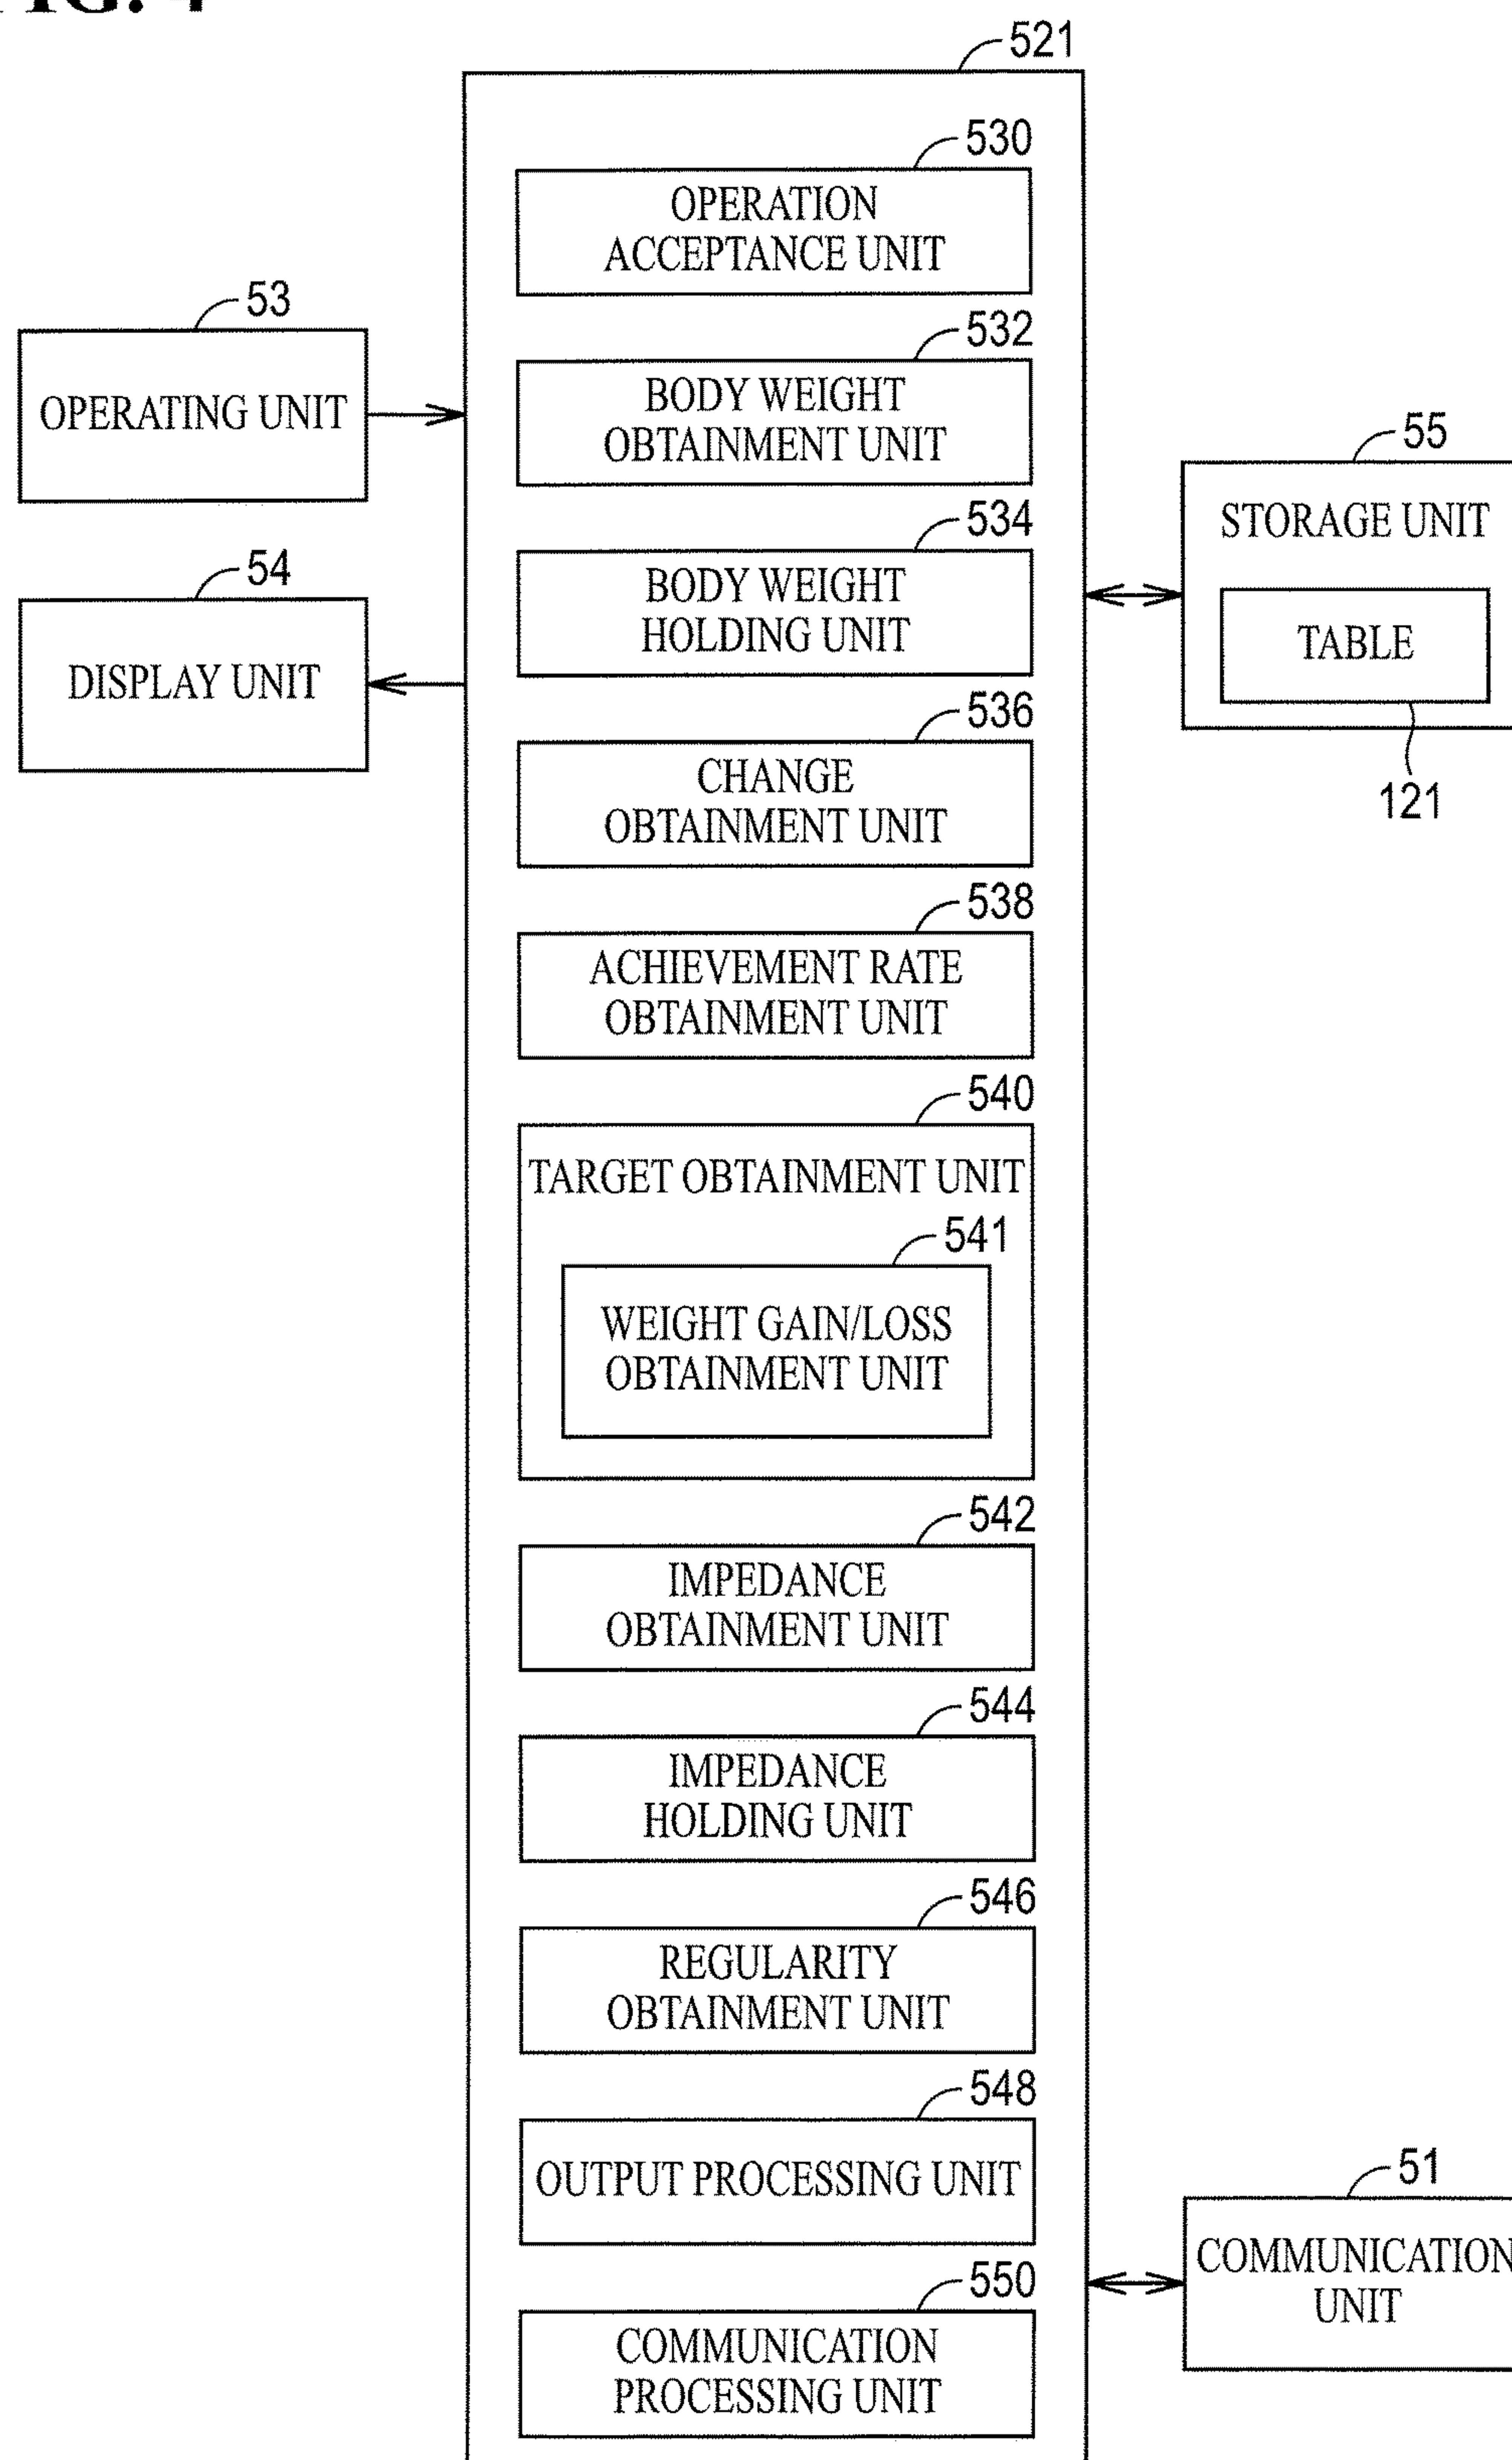 FIG. 4
521
530
OPERATION
ACCEPTANCE UNIT
53
OPERATING UNIT
532
BODY WEIGHT
OBTAINMENT UNIT
55
STORAGE UNIT
TABLE
121
534
BODY WEIGHT
HOLDING UNIT
54
DISPLAY UNIT
536
CHANGE
OBTAINMENT UNIT
538
ACHIEVEMENT RATE
OBTAINMENT UNIT
540
TARGET OBTAINMENT UNIT
541
WEIGHT GAIN/LOSS
OBTAINMENT UNIT
542
IMPEDANCE
OBTAINMENT UNIT
544
IMPEDANCE
HOLDING UNIT
546
REGULARITY
OBTAINMENT UNIT
548
OUTPUT PROCESSING UNIT
51
COMMUNICATION
UNIT
550
COMMUNICATION
PROCESSING UNIT